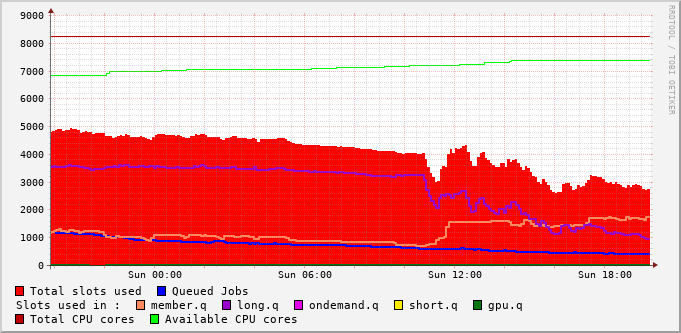 RRDTOOL / TOBI OETIKER
9000
8000
7000
6000
5000
4000
3000
2000
1000
0
Sun 00:00 Sun 06:00 Sun 12:00 Sun 18:00
Total slots used Queued Jobs
Slots used in : member.q long.q ondemand.q short.q gpu.q
Total CPU cores Available CPU cores